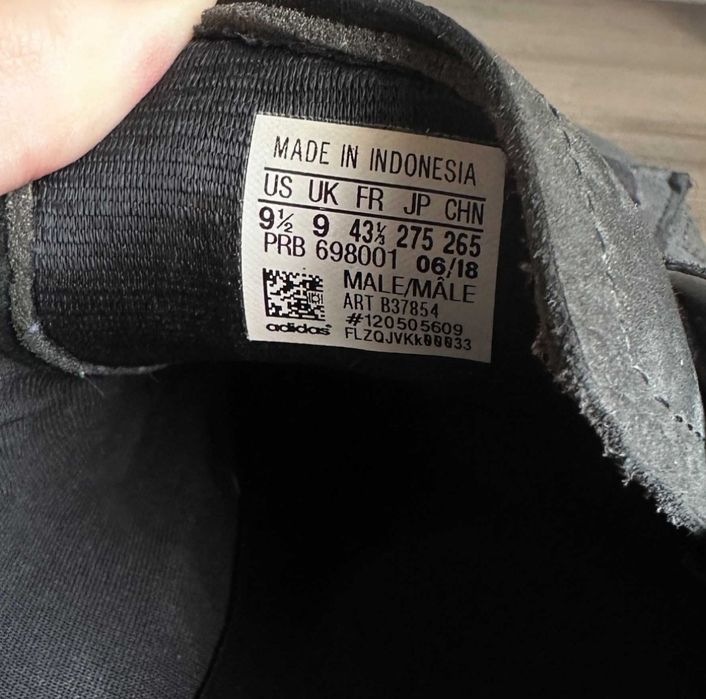 MADE IN INDONESIA
US UK FR JP CHN
9½ 9 43⅓ 275 265
PRB 698001 06/18
MALE/MÂLE
ART B37854
#120505609
adidas
FLZQJVKk00033